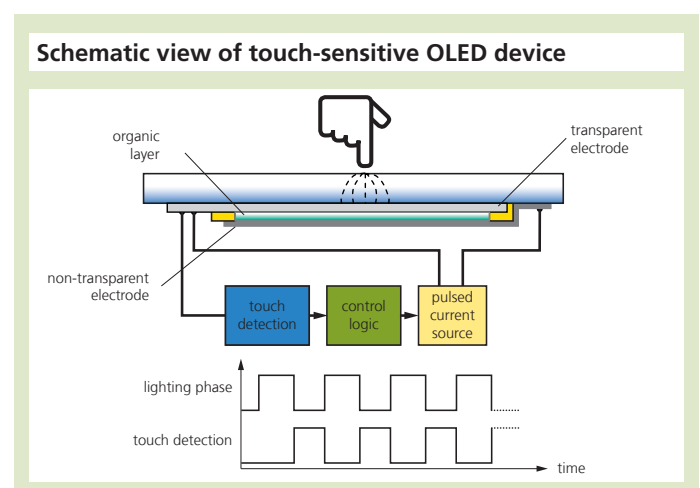 Schematic view of touch-sensitive OLED device
organic
layer
transparent
electrode
non-transparent
electrode
touch
detection
control
logic
pulsed
current
source
lighting phase
touch detection
time